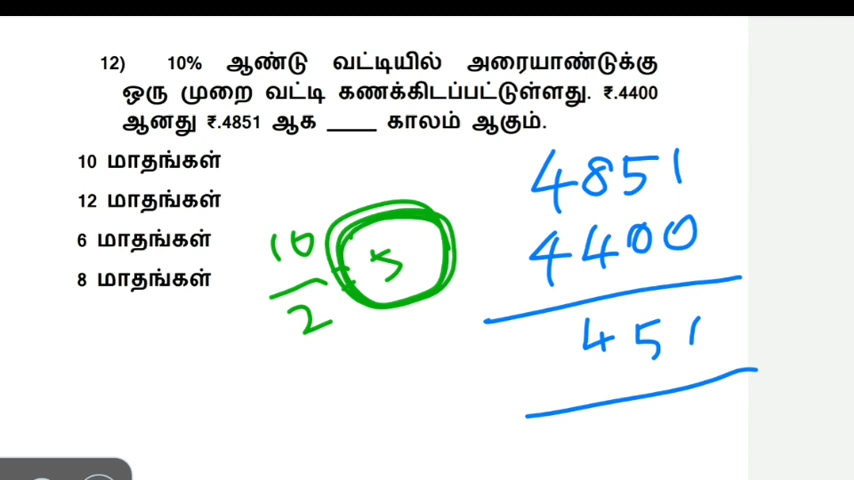 12) 10% ஆண்டு வட்டியில் அரையாண்டுக்கு
ஒரு முறை வட்டி கணக்கிடப்பட்டுள்ளது. ₹.4400
ஆனது ₹.4851 ஆக ____ காலம் ஆகும்.
10 மாதங்கள்
12 மாதங்கள்
6 மாதங்கள்
8 மாதங்கள்
10
2
= 5
4851
4400
451